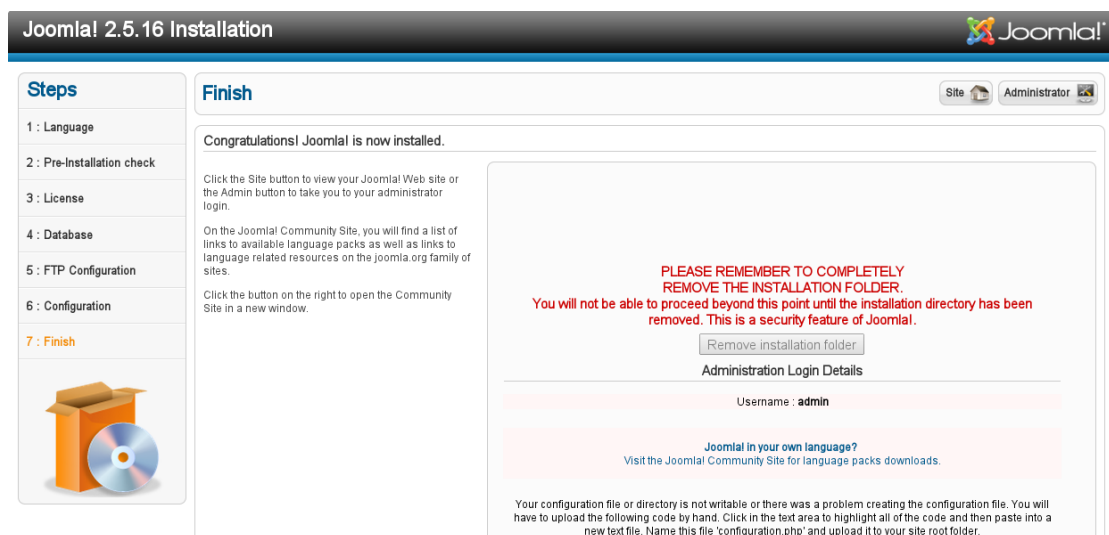 Joomla! 2.5.16 Installation
Joomla!
Steps
1 : Language
2 : Pre-Installation check
3 : License
4 : Database
5 : FTP Configuration
6 : Configuration
7 : Finish
Finish
Site
Administrator
Congratulations! Joomla! is now installed.
Click the Site button to view your Joomla! Web site or
the Admin button to take you to your administrator
login.
On the Joomla! Community Site, you will find a list of
links to available language packs as well as links to
language related resources on the joomla.org family of
sites.
Click the button on the right to open the Community
Site in a new window.
PLEASE REMEMBER TO COMPLETELY
REMOVE THE INSTALLATION FOLDER.
You will not be able to proceed beyond this point until the installation directory has been
removed. This is a security feature of Joomla!.
Remove installation folder
Administration Login Details
Username : admin
Joomla! in your own language?
Visit the Joomla! Community Site for language packs downloads.
Your configuration file or directory is not writable or there was a problem creating the configuration file. You will
have to upload the following code by hand. Click in the text area to highlight all of the code and then paste into a
new text file. Name this file 'configuration.php' and upload it to your site root folder.